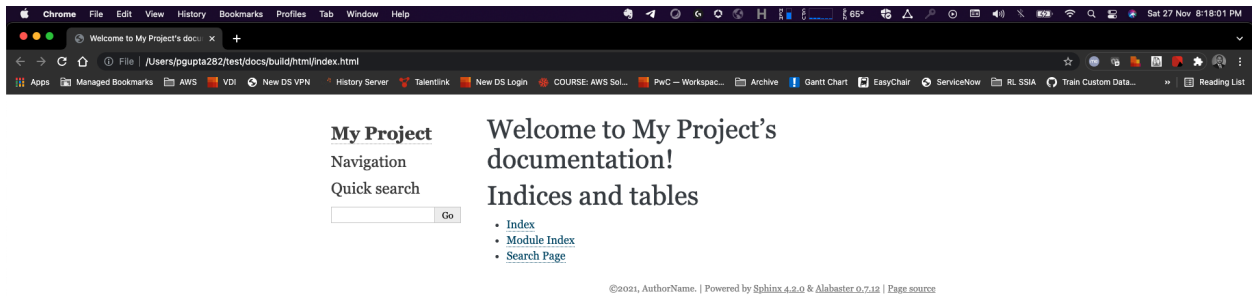 Chrome File Edit View History Bookmarks Profiles Tab Window Help 65° Sat 27 Nov 8:18:01 PM
Welcome to My Project's docu
File /Users/pgupta282/test/docs/build/html/index.html
Apps Managed Bookmarks AWS VDI New DS VPN History Server Talentlink New DS Login COURSE: AWS Sol... PwC — Workspac... Archive Gantt Chart EasyChair ServiceNow RL SSIA Train Custom Data... » Reading List
My Project
Navigation
Quick search
Go
Welcome to My Project's
documentation!
Indices and tables
• Index
• Module Index
• Search Page
©2021, AuthorName. | Powered by Sphinx 4.2.0 & Alabaster 0.7.12 | Page source